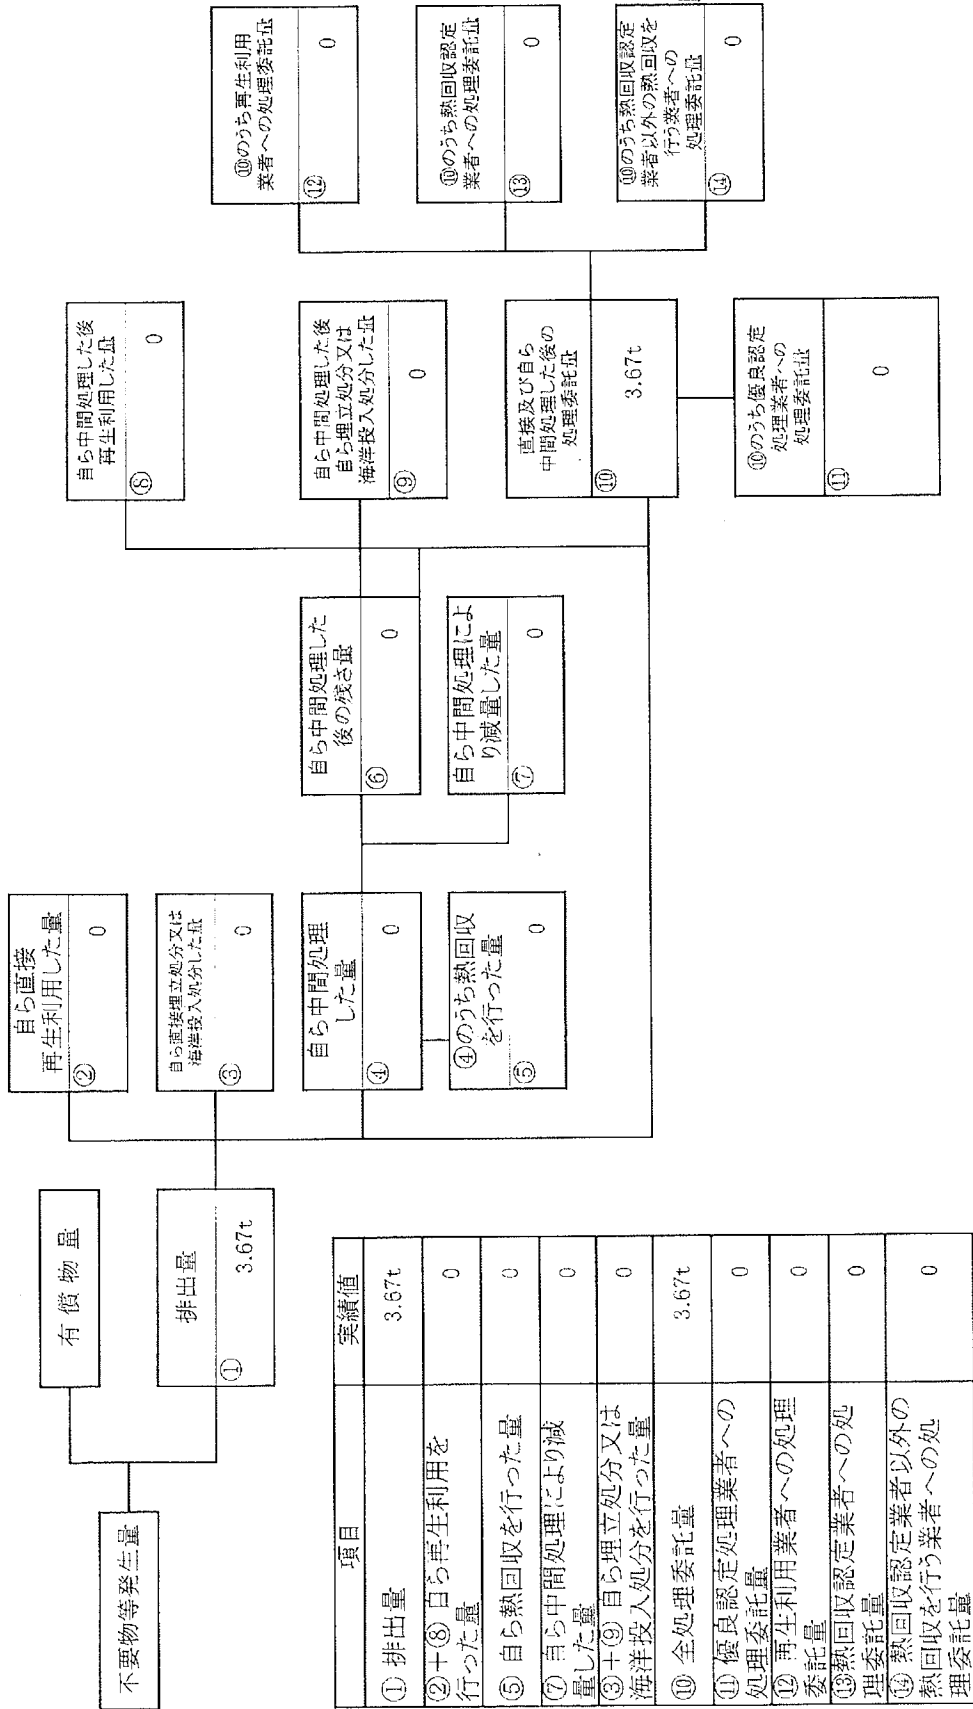 不要物等発生量
有償物量
排出量
① 3.67t
自ら直接
再生利用した量
② 0
自ら直接埋立処分又は
海洋投入処分した量
③ 0
自ら中間処理
した量
④ 0
④のうち熱回収
を行った量
⑤ 0
自ら中間処理した
後の残さ量
⑥ 0
自ら中間処理によ
り減量した量
⑦ 0
自ら中間処理した後
再生利用した量
⑧ 0
自ら中間処理した後
自ら埋立処分又は
海洋投入処分した量
⑨ 0
直接及び自ら
中間処理した後の
処理委託量
⑩ 3.67t
⑩のうち優良認定
処理業者への
処理委託量
⑪ 0
⑩のうち再生利用
業者への処理委託量
⑫ 0
⑩のうち熱回収認定
業者への処理委託量
⑬ 0
⑩のうち熱回収認定
業者以外の熱回収を
行う業者への
処理委託量
⑭ 0
項目 実績値
① 排出量 3.67t
②+⑧ 自ら再生利用を
行った量 0
⑤ 自ら熱回収を行った量 0
⑦ 自ら中間処理により減
量した量 0
③+⑨ 自ら埋立処分又は
海洋投入処分を行った量 0
⑩ 全処理委託量 3.67t
⑪ 優良認定処理業者への
処理委託量 0
⑫ 再生利用業者への処理
委託量 0
⑬熱回収認定業者への処
理委託量 0
⑭ 熱回収認定業者以外の
熱回収を行う業者への処
理委託量 0